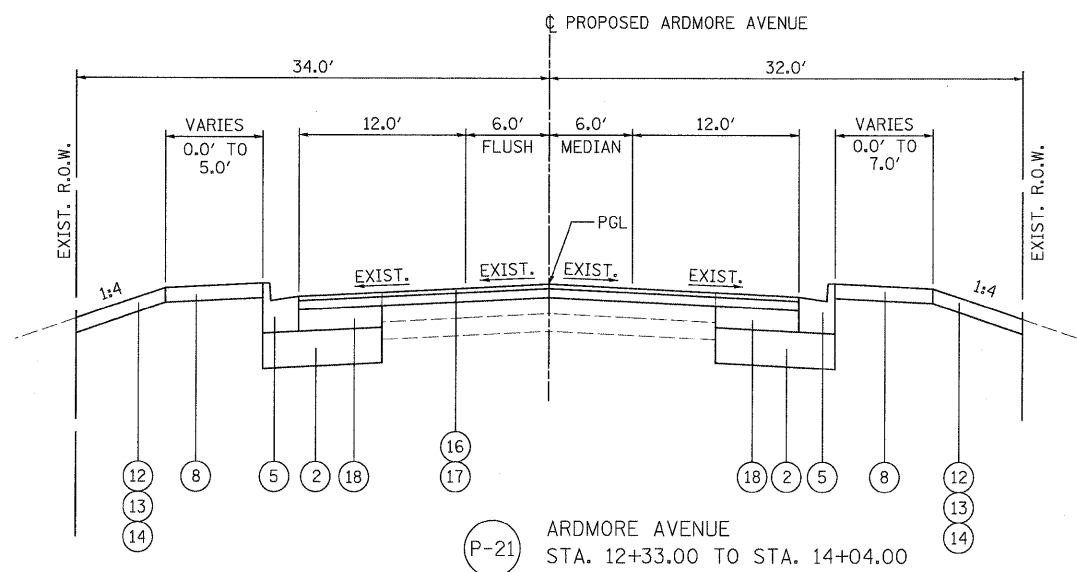 ℄ PROPOSED ARDMORE AVENUE
34.0' 32.0'
VARIES 12.0' 6.0' 6.0' 12.0' VARIES
0.0' TO FLUSH MEDIAN 0.0' TO
5.0' 7.0'
EXIST. R.O.W.
EXIST. R.O.W.
PGL
EXIST. EXIST. EXIST. EXIST.
1:4 1:4
16
17
12 8 5 2 18 18 2 5 8 12
13 13
14 14
P-21 ARDMORE AVENUE
STA. 12+33.00 TO STA. 14+04.00